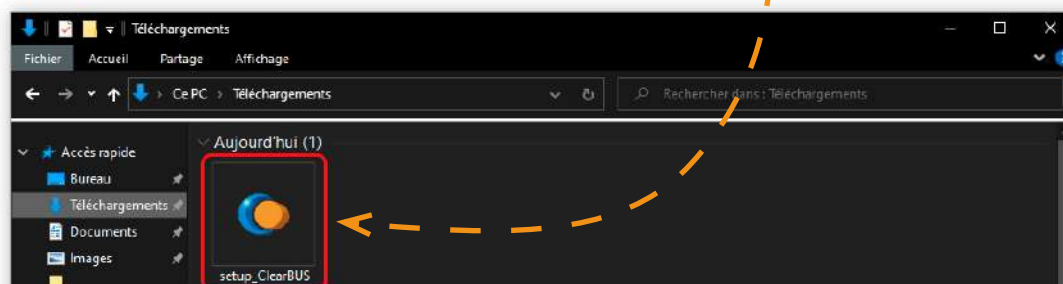 Téléchargements
Fichier Accueil Partage Affichage
Ce PC > Téléchargements Rechercher dans : Téléchargements
Aujourd'hui (1)
Accès rapide
Bureau
Téléchargements
Documents
Images
setup_ClearBUS